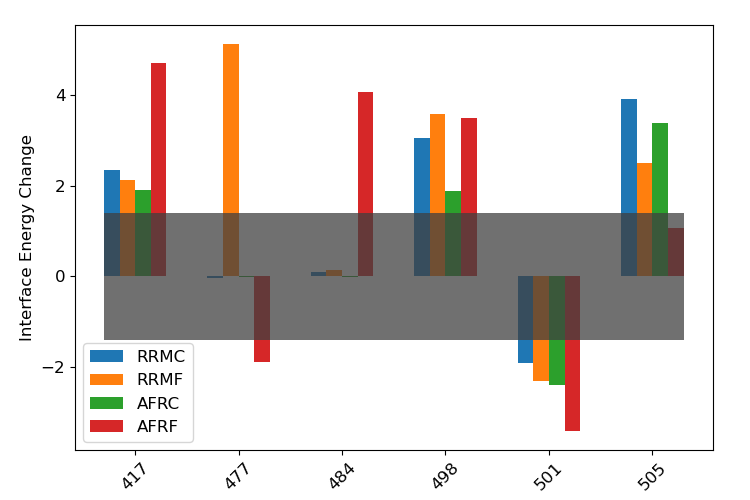 Interface Energy Change
4
2
0
−2
RRMC
RRMF
AFRC
AFRF
417
477
484
498
501
505